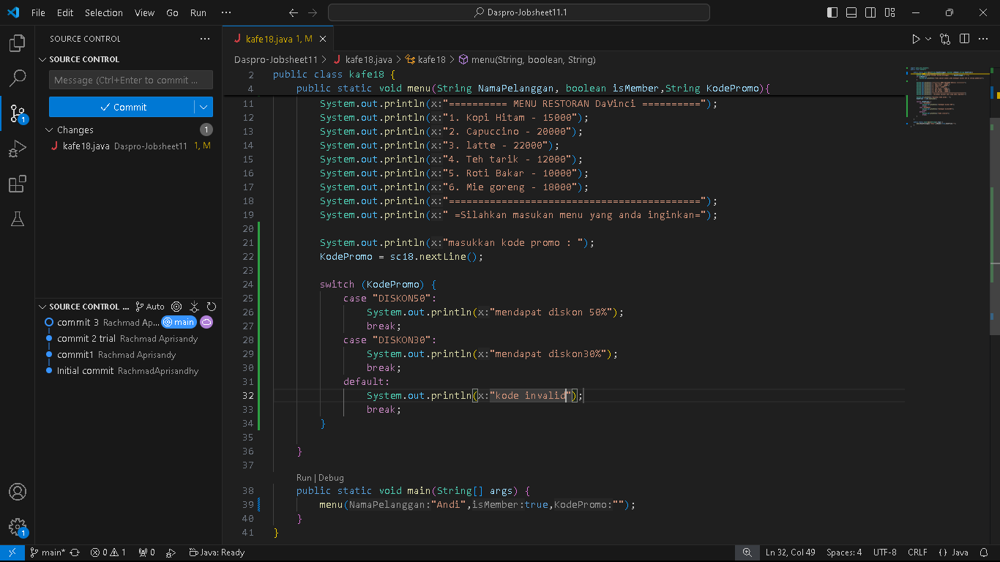 File Edit Selection View Go Run ··· Daspro-Jobsheet11.1
SOURCE CONTROL ···
SOURCE CONTROL
Message (Ctrl+Enter to commit ...
Commit
Changes 1
kafe18.java Daspro-Jobsheet11 1, M
SOURCE CONTROL ... Auto
commit 3 Rachmad Ap... main
commit 2 trial Rachmad Aprisandy
commit1 Rachmad Aprisandy
Initial commit RachmadAprisandhy
1
1
kafe18.java 1, M
Daspro-Jobsheet11 > kafe18.java > kafe18 > menu(String, boolean, String)
2 public class kafe18 {
4 public static void menu(String NamaPelanggan, boolean isMember,String KodePromo){
11 System.out.println(x:"========== MENU RESTORAN DaVinci ==========");
12 System.out.println(x:"1. Kopi Hitam - 15000");
13 System.out.println(x:"2. Capuccino - 20000");
14 System.out.println(x:"3. latte - 22000");
15 System.out.println(x:"4. Teh tarik - 12000");
16 System.out.println(x:"5. Roti Bakar - 10000");
17 System.out.println(x:"6. Mie goreng - 18000");
18 System.out.println(x:"===========================================");
19 System.out.println(x:" =Silahkan masukan menu yang anda inginkan=");
20
21 System.out.println(x:"masukkan kode promo : ");
22 KodePromo = sc18.nextLine();
23
24 switch (KodePromo) {
25 case "DISKON50":
26 System.out.println(x:"mendapat diskon 50%");
27 break;
28 case "DISKON30":
29 System.out.println(x:"mendapat diskon30%");
30 break;
31 default:
32 System.out.println(x:"kode invalid");
33 break;
34 }
35
36 }
37
Run | Debug
38 public static void main(String[] args) {
39 menu(NamaPelanggan:"Andi",isMember:true,KodePromo:"");
40 }
41 }
main* 0 1 0 Java: Ready Ln 32, Col 49 Spaces: 4 UTF-8 CRLF {} Java